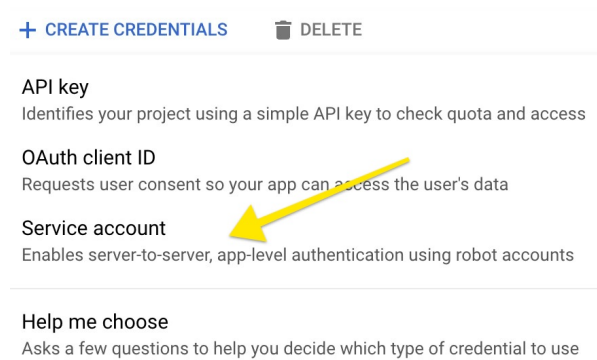 + CREATE CREDENTIALS DELETE
API key
Identifies your project using a simple API key to check quota and access
OAuth client ID
Requests user consent so your app can access the user's data
Service account
Enables server-to-server, app-level authentication using robot accounts
Help me choose
Asks a few questions to help you decide which type of credential to use